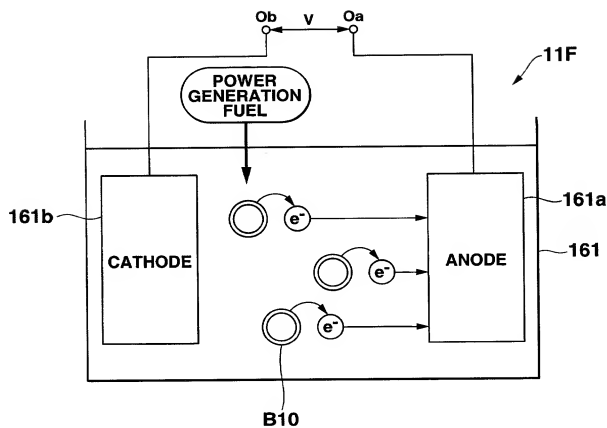 Ob V Oa
11F
POWER
GENERATION
FUEL
161b
161a
161
CATHODE
ANODE
e-
e-
e-
B10